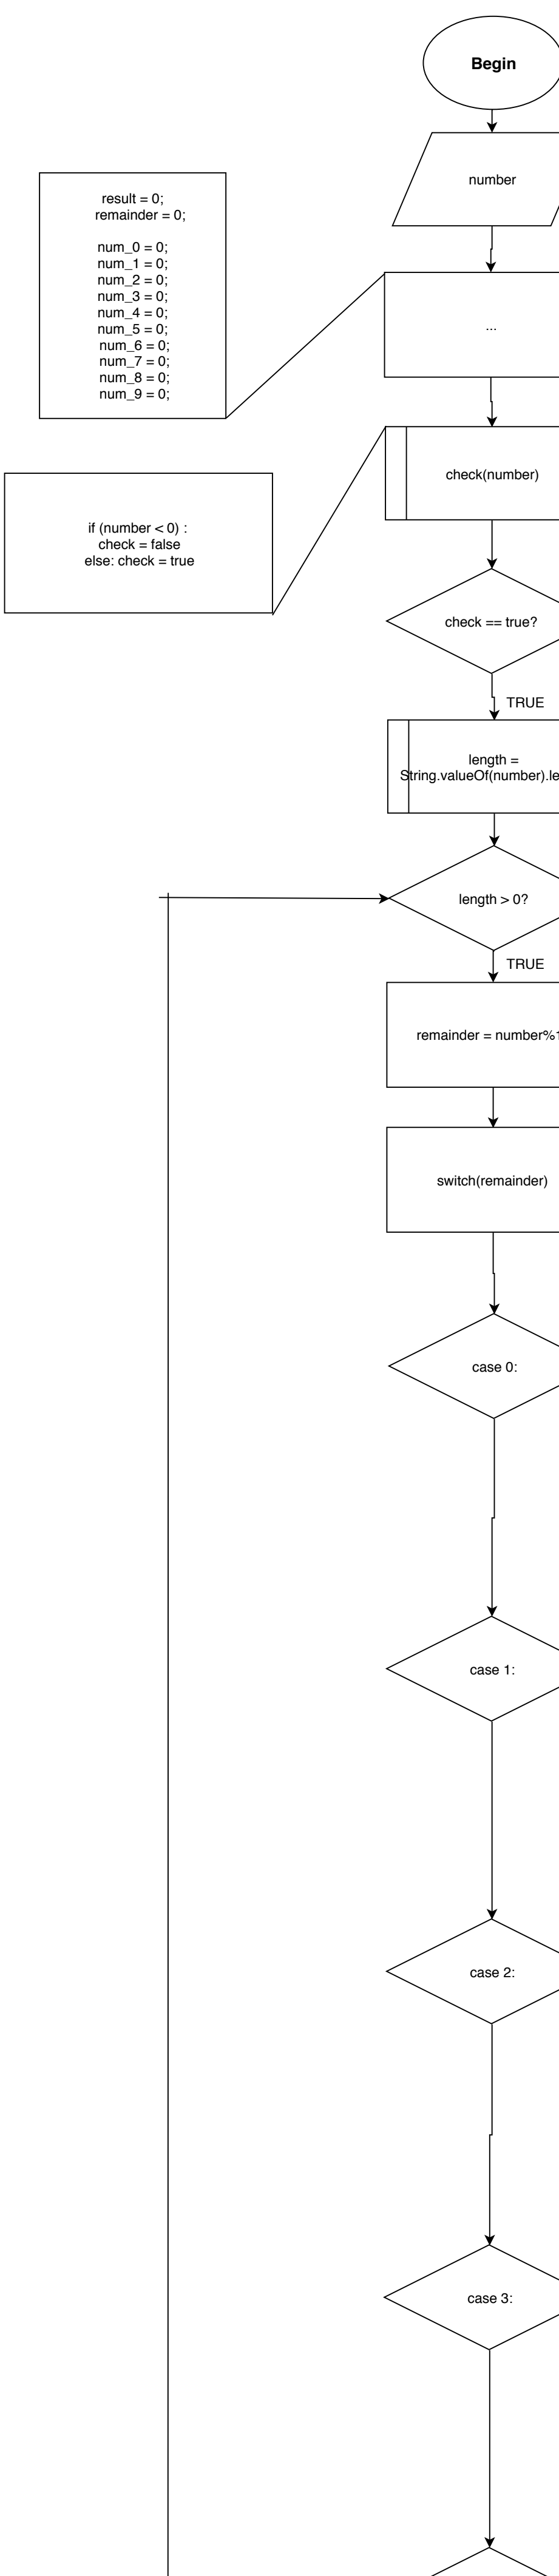 Begin
number
result = 0;
remainder = 0;
num_0 = 0;
num_1 = 0;
num_2 = 0;
num_3 = 0;
num_4 = 0;
num_5 = 0;
num_6 = 0;
num_7 = 0;
num_8 = 0;
num_9 = 0;
...
check(number)
if (number < 0) :
check = false
else: check = true
check == true?
TRUE
length =
String.valueOf(number).le
length > 0?
TRUE
remainder = number%1
switch(remainder)
case 0:
case 1:
case 2:
case 3: